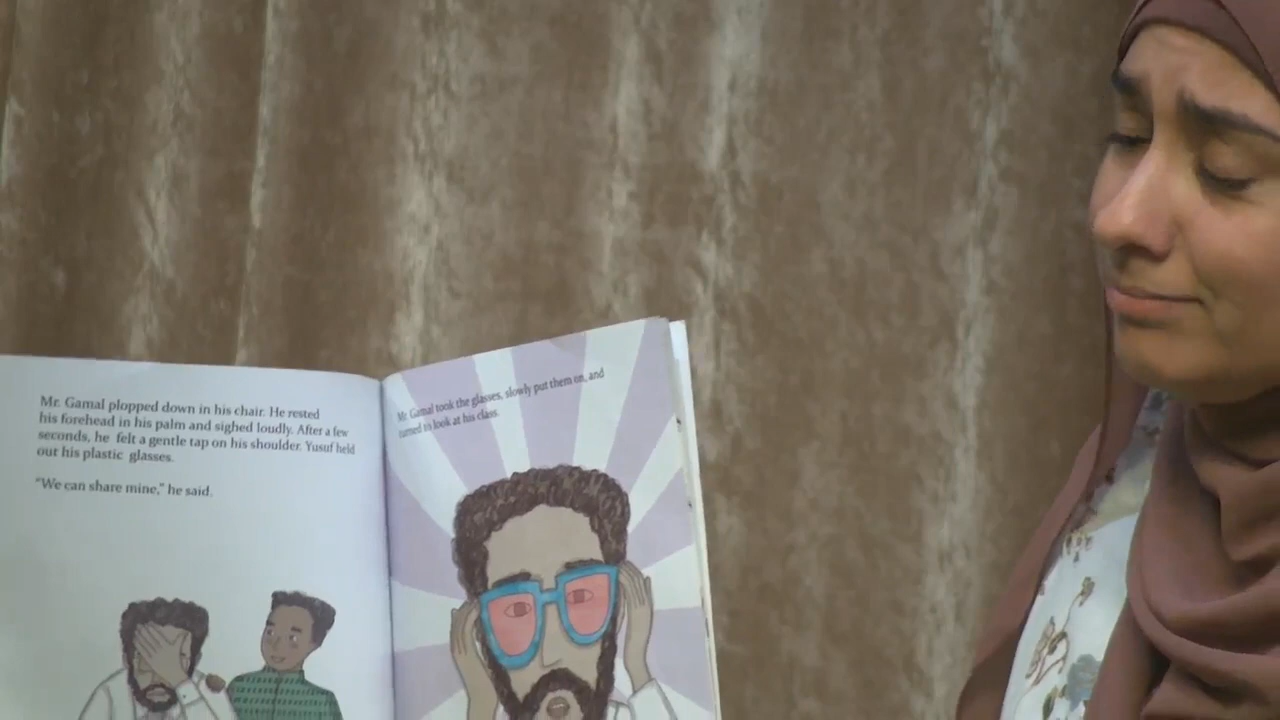 Mr. Gamal plopped down in his chair. He rested
his forehead in his palm and sighed loudly. After a few
seconds, he felt a gentle tap on his shoulder. Yusuf held
out his plastic glasses.
"We can share mine," he said.
Mr. Gamal took the glasses, slowly put them on, and
turned to look at his class.